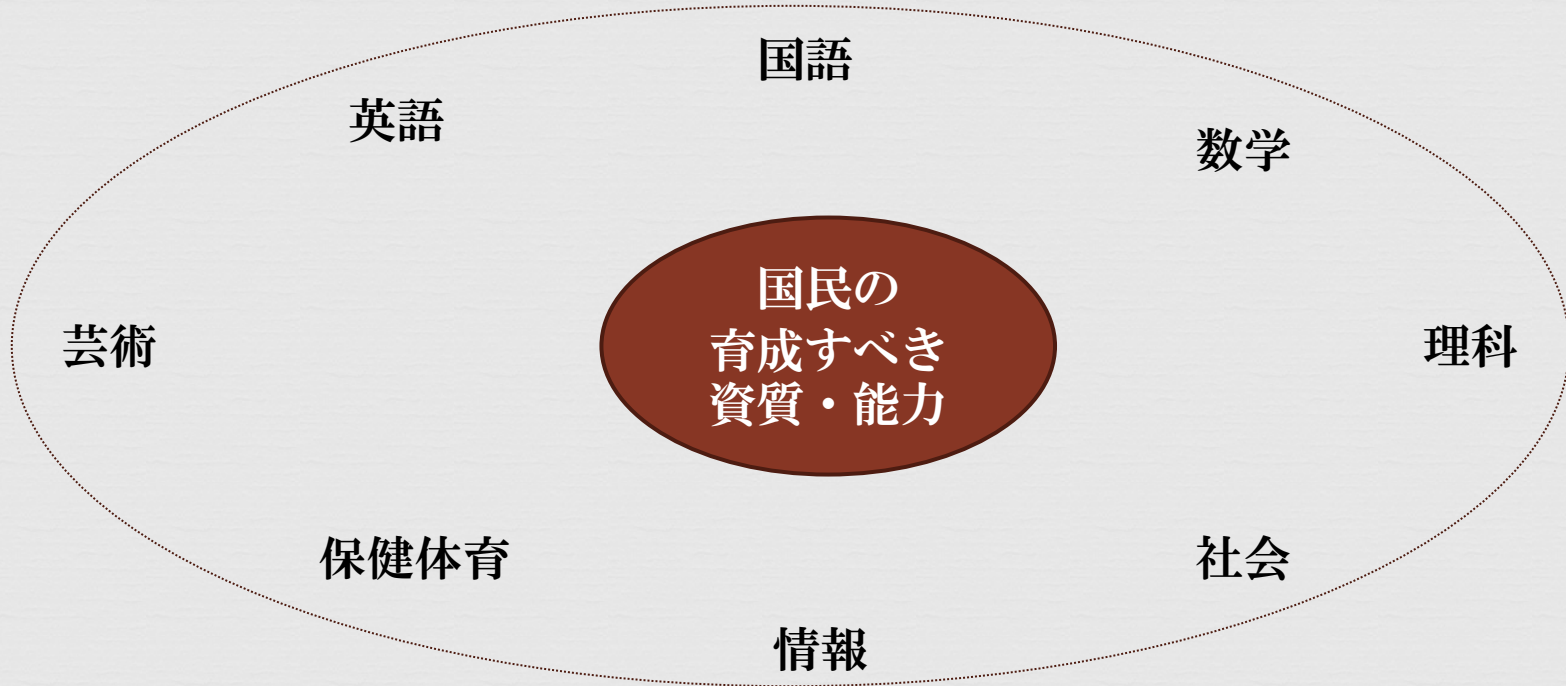 国語
英語
数学
国民の
育成すべき
資質・能力
芸術
理科
保健体育
社会
情報